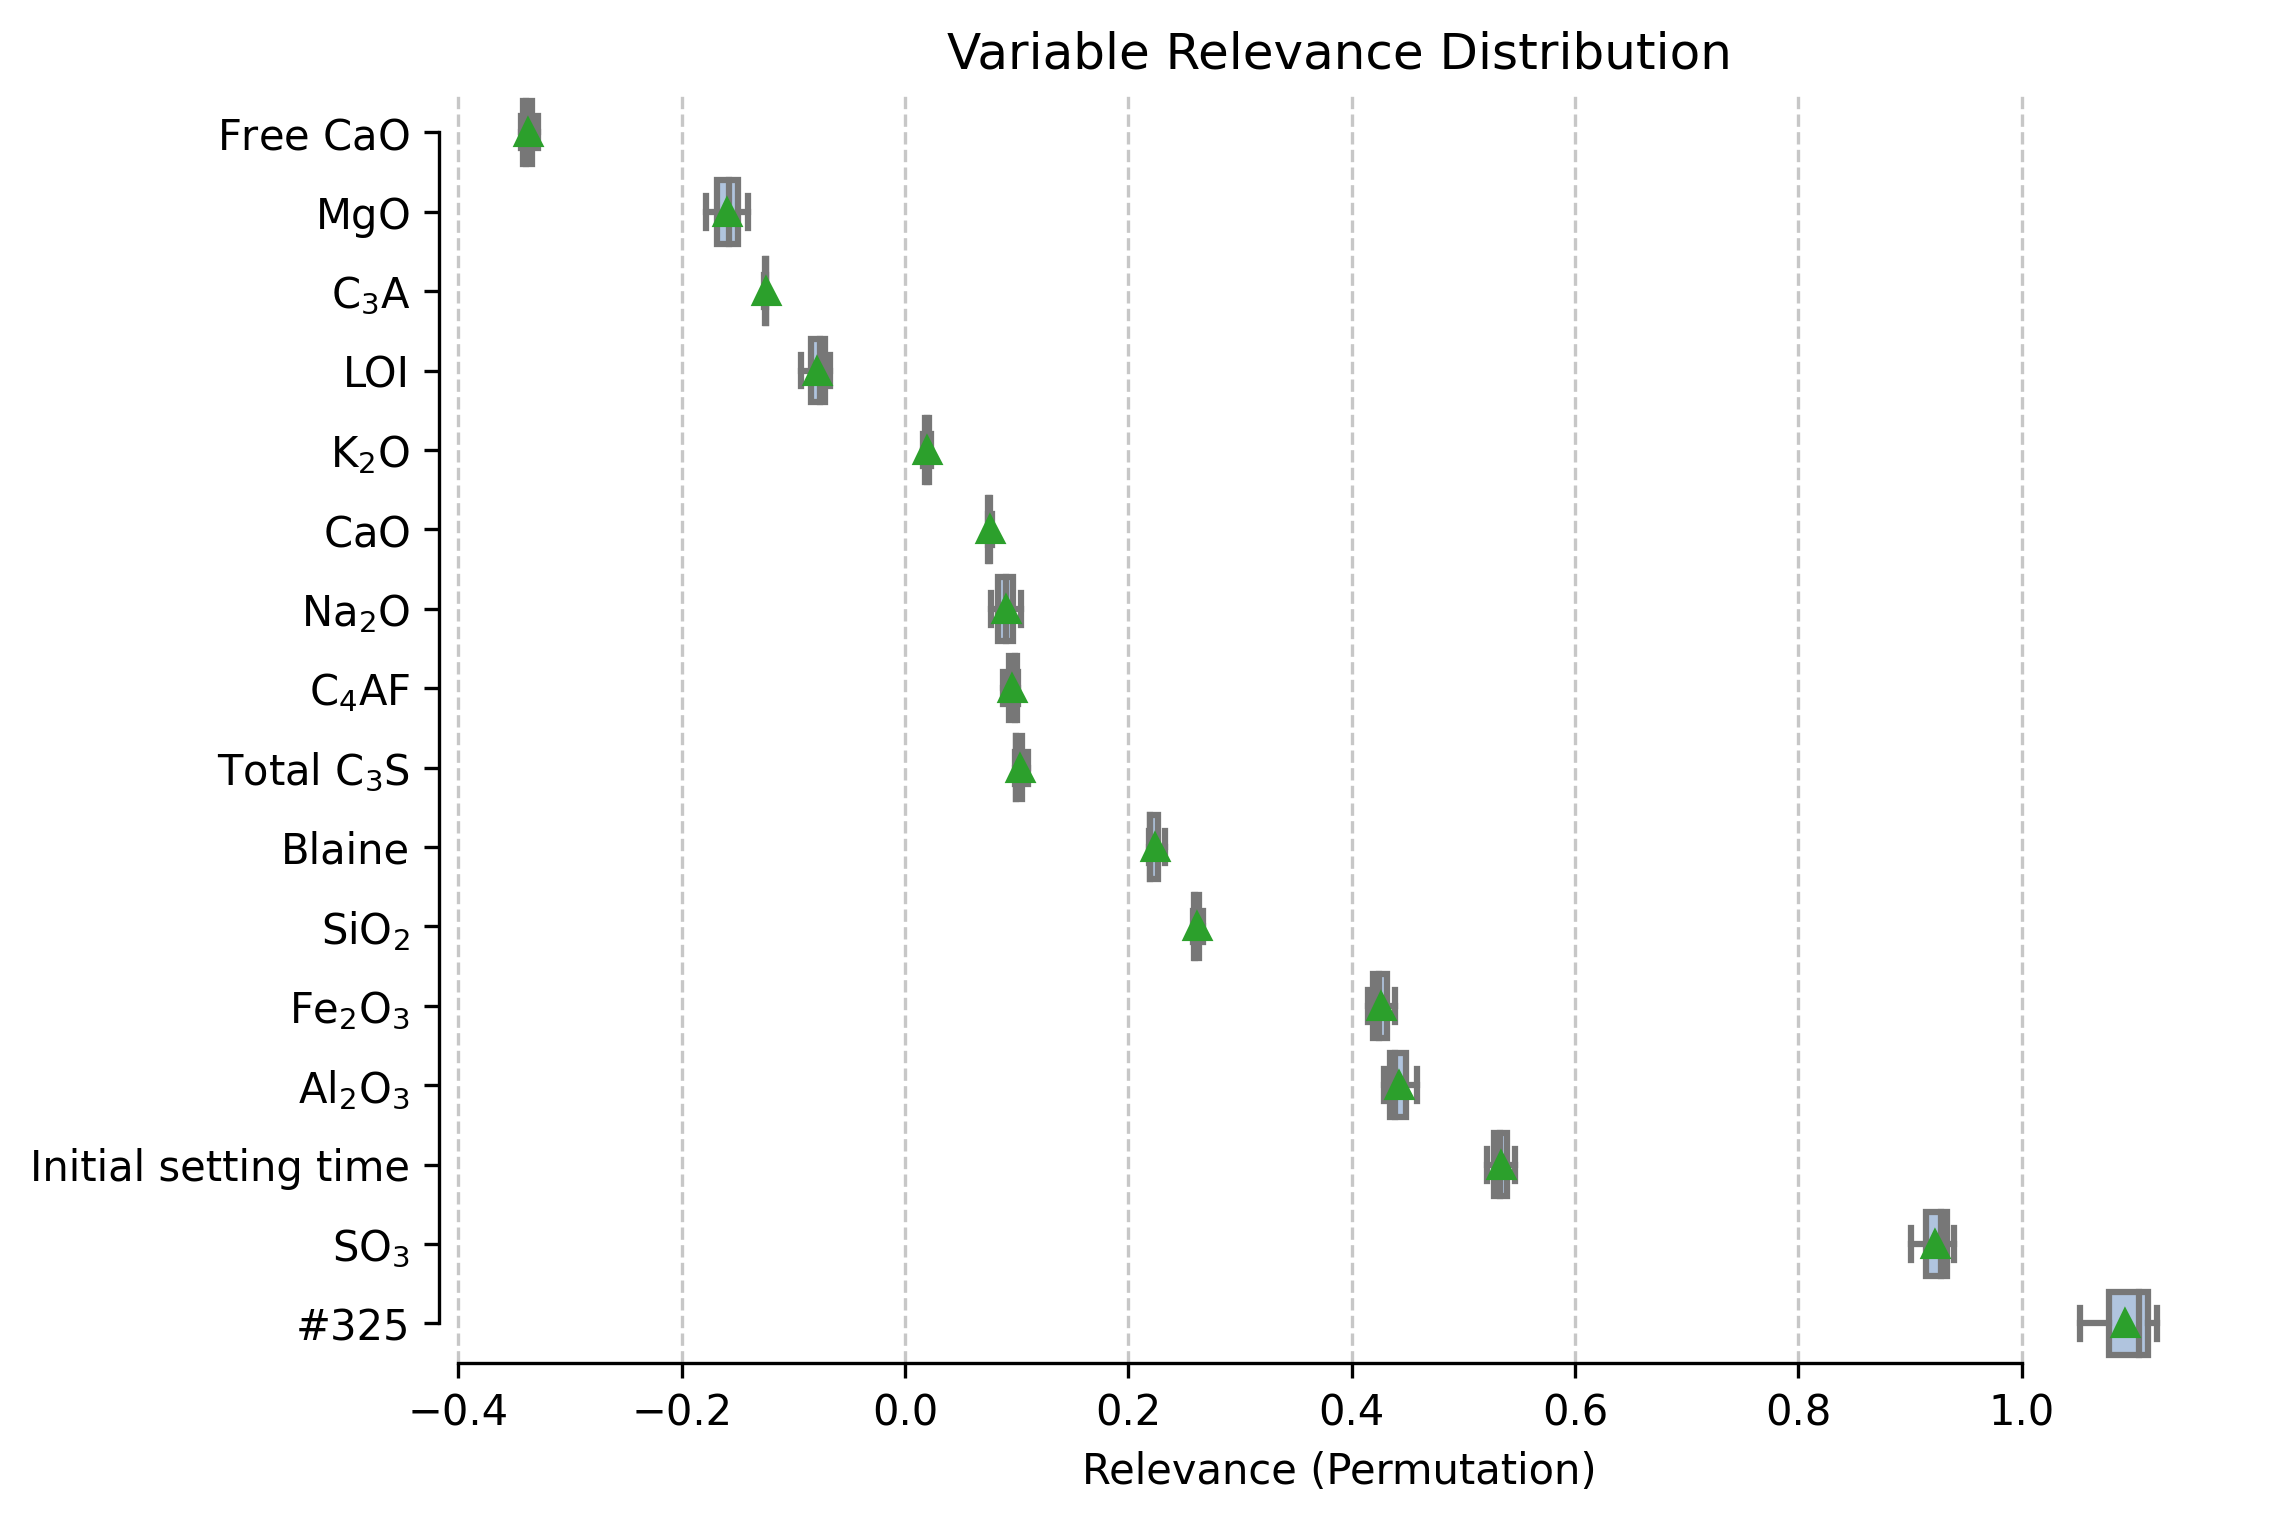 Variable Relevance Distribution
Free CaO
MgO
C₃A
LOI
K₂O
CaO
Na₂O
C₄AF
Total C₃S
Blaine
SiO₂
Fe₂O₃
Al₂O₃
Initial setting time
SO₃
#325
−0.4 −0.2 0.0 0.2 0.4 0.6 0.8 1.0
Relevance (Permutation)